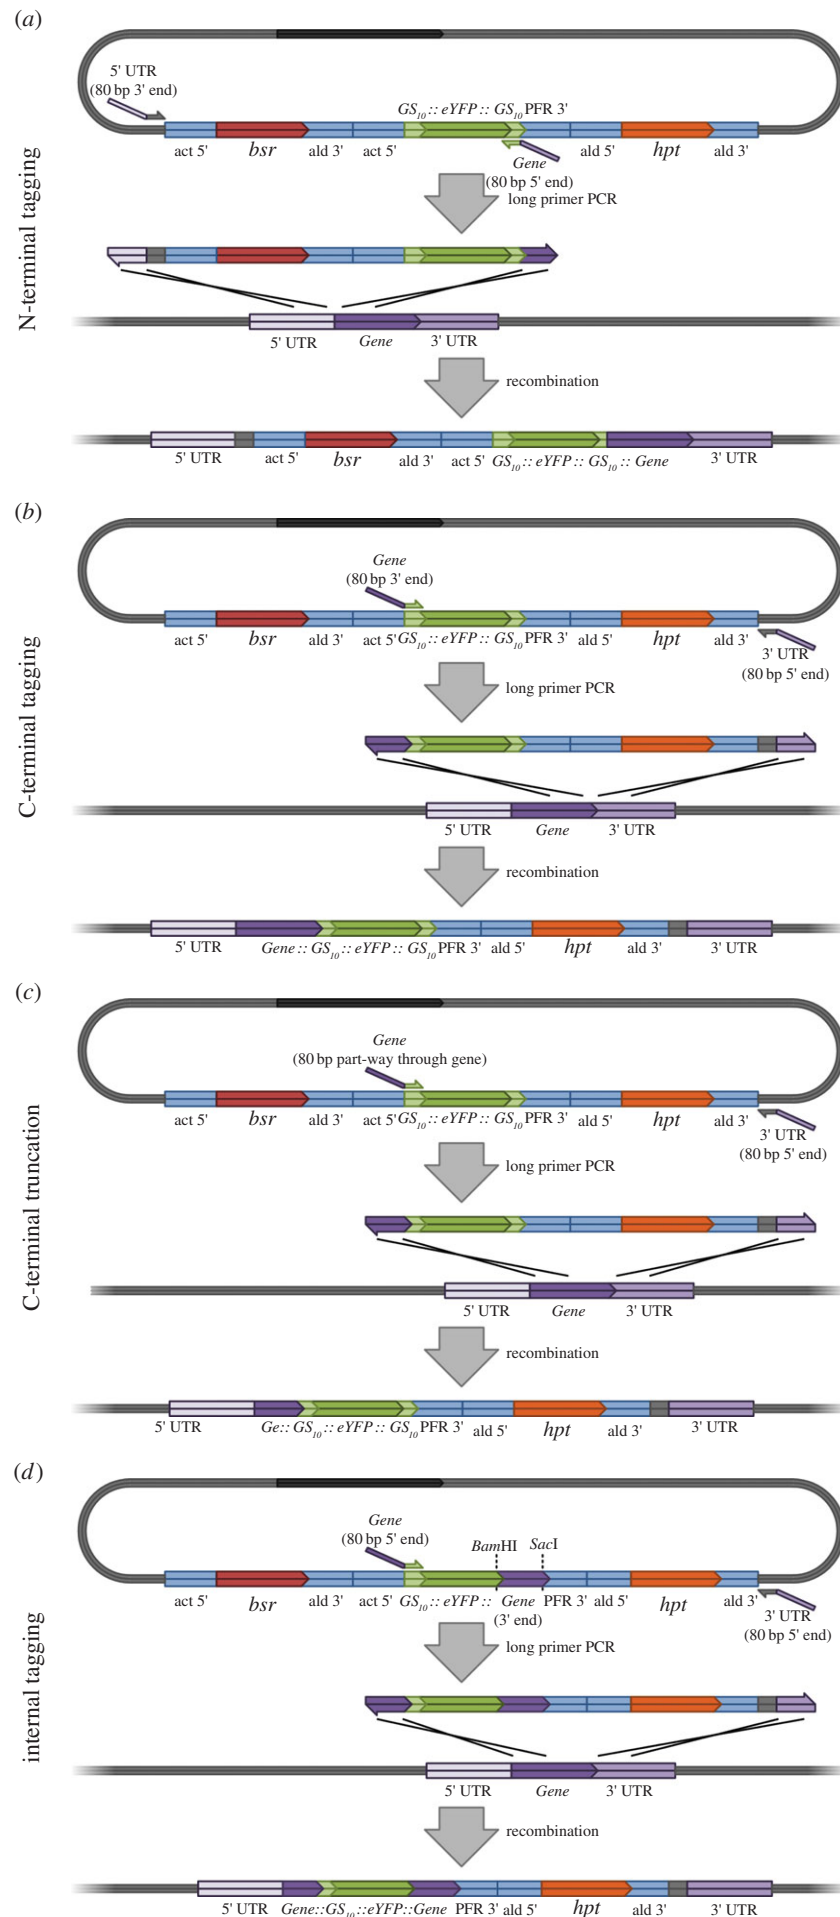 (a)
5' UTR
(80 bp 3' end)
GS10 :: eYFP :: GS10 PFR 3'
act 5' bsr ald 3' act 5' ald 5' hpt ald 3'
Gene
(80 bp 5' end)
long primer PCR
N-terminal tagging
5' UTR Gene 3' UTR
recombination
5' UTR act 5' bsr ald 3' act 5' GS10 :: eYFP :: GS10 :: Gene 3' UTR
(b)
Gene
(80 bp 3' end)
act 5' bsr ald 3' act 5' GS10 :: eYFP :: GS10 PFR 3' ald 5' hpt ald 3'
3' UTR
(80 bp 5' end)
long primer PCR
C-terminal tagging
5' UTR Gene 3' UTR
recombination
5' UTR Gene :: GS10 :: eYFP :: GS10 PFR 3' ald 5' hpt ald 3' 3' UTR
(c)
Gene
(80 bp part-way through gene)
act 5' bsr ald 3' act 5' GS10 :: eYFP :: GS10 PFR 3' ald 5' hpt ald 3'
3' UTR
(80 bp 5' end)
long primer PCR
C-terminal truncation
5' UTR Gene 3' UTR
recombination
5' UTR Ge:: GS10 :: eYFP :: GS10 PFR 3' ald 5' hpt ald 3' 3' UTR
(d)
Gene
(80 bp 5' end)
BamHI SacI
act 5' bsr ald 3' act 5' GS10 :: eYFP :: Gene PFR 3' ald 5' hpt ald 3'
(3' end)
3' UTR
(80 bp 5' end)
long primer PCR
internal tagging
5' UTR Gene 3' UTR
recombination
5' UTR Gene::GS10::eYFP::Gene PFR 3' ald 5' hpt ald 3' 3' UTR